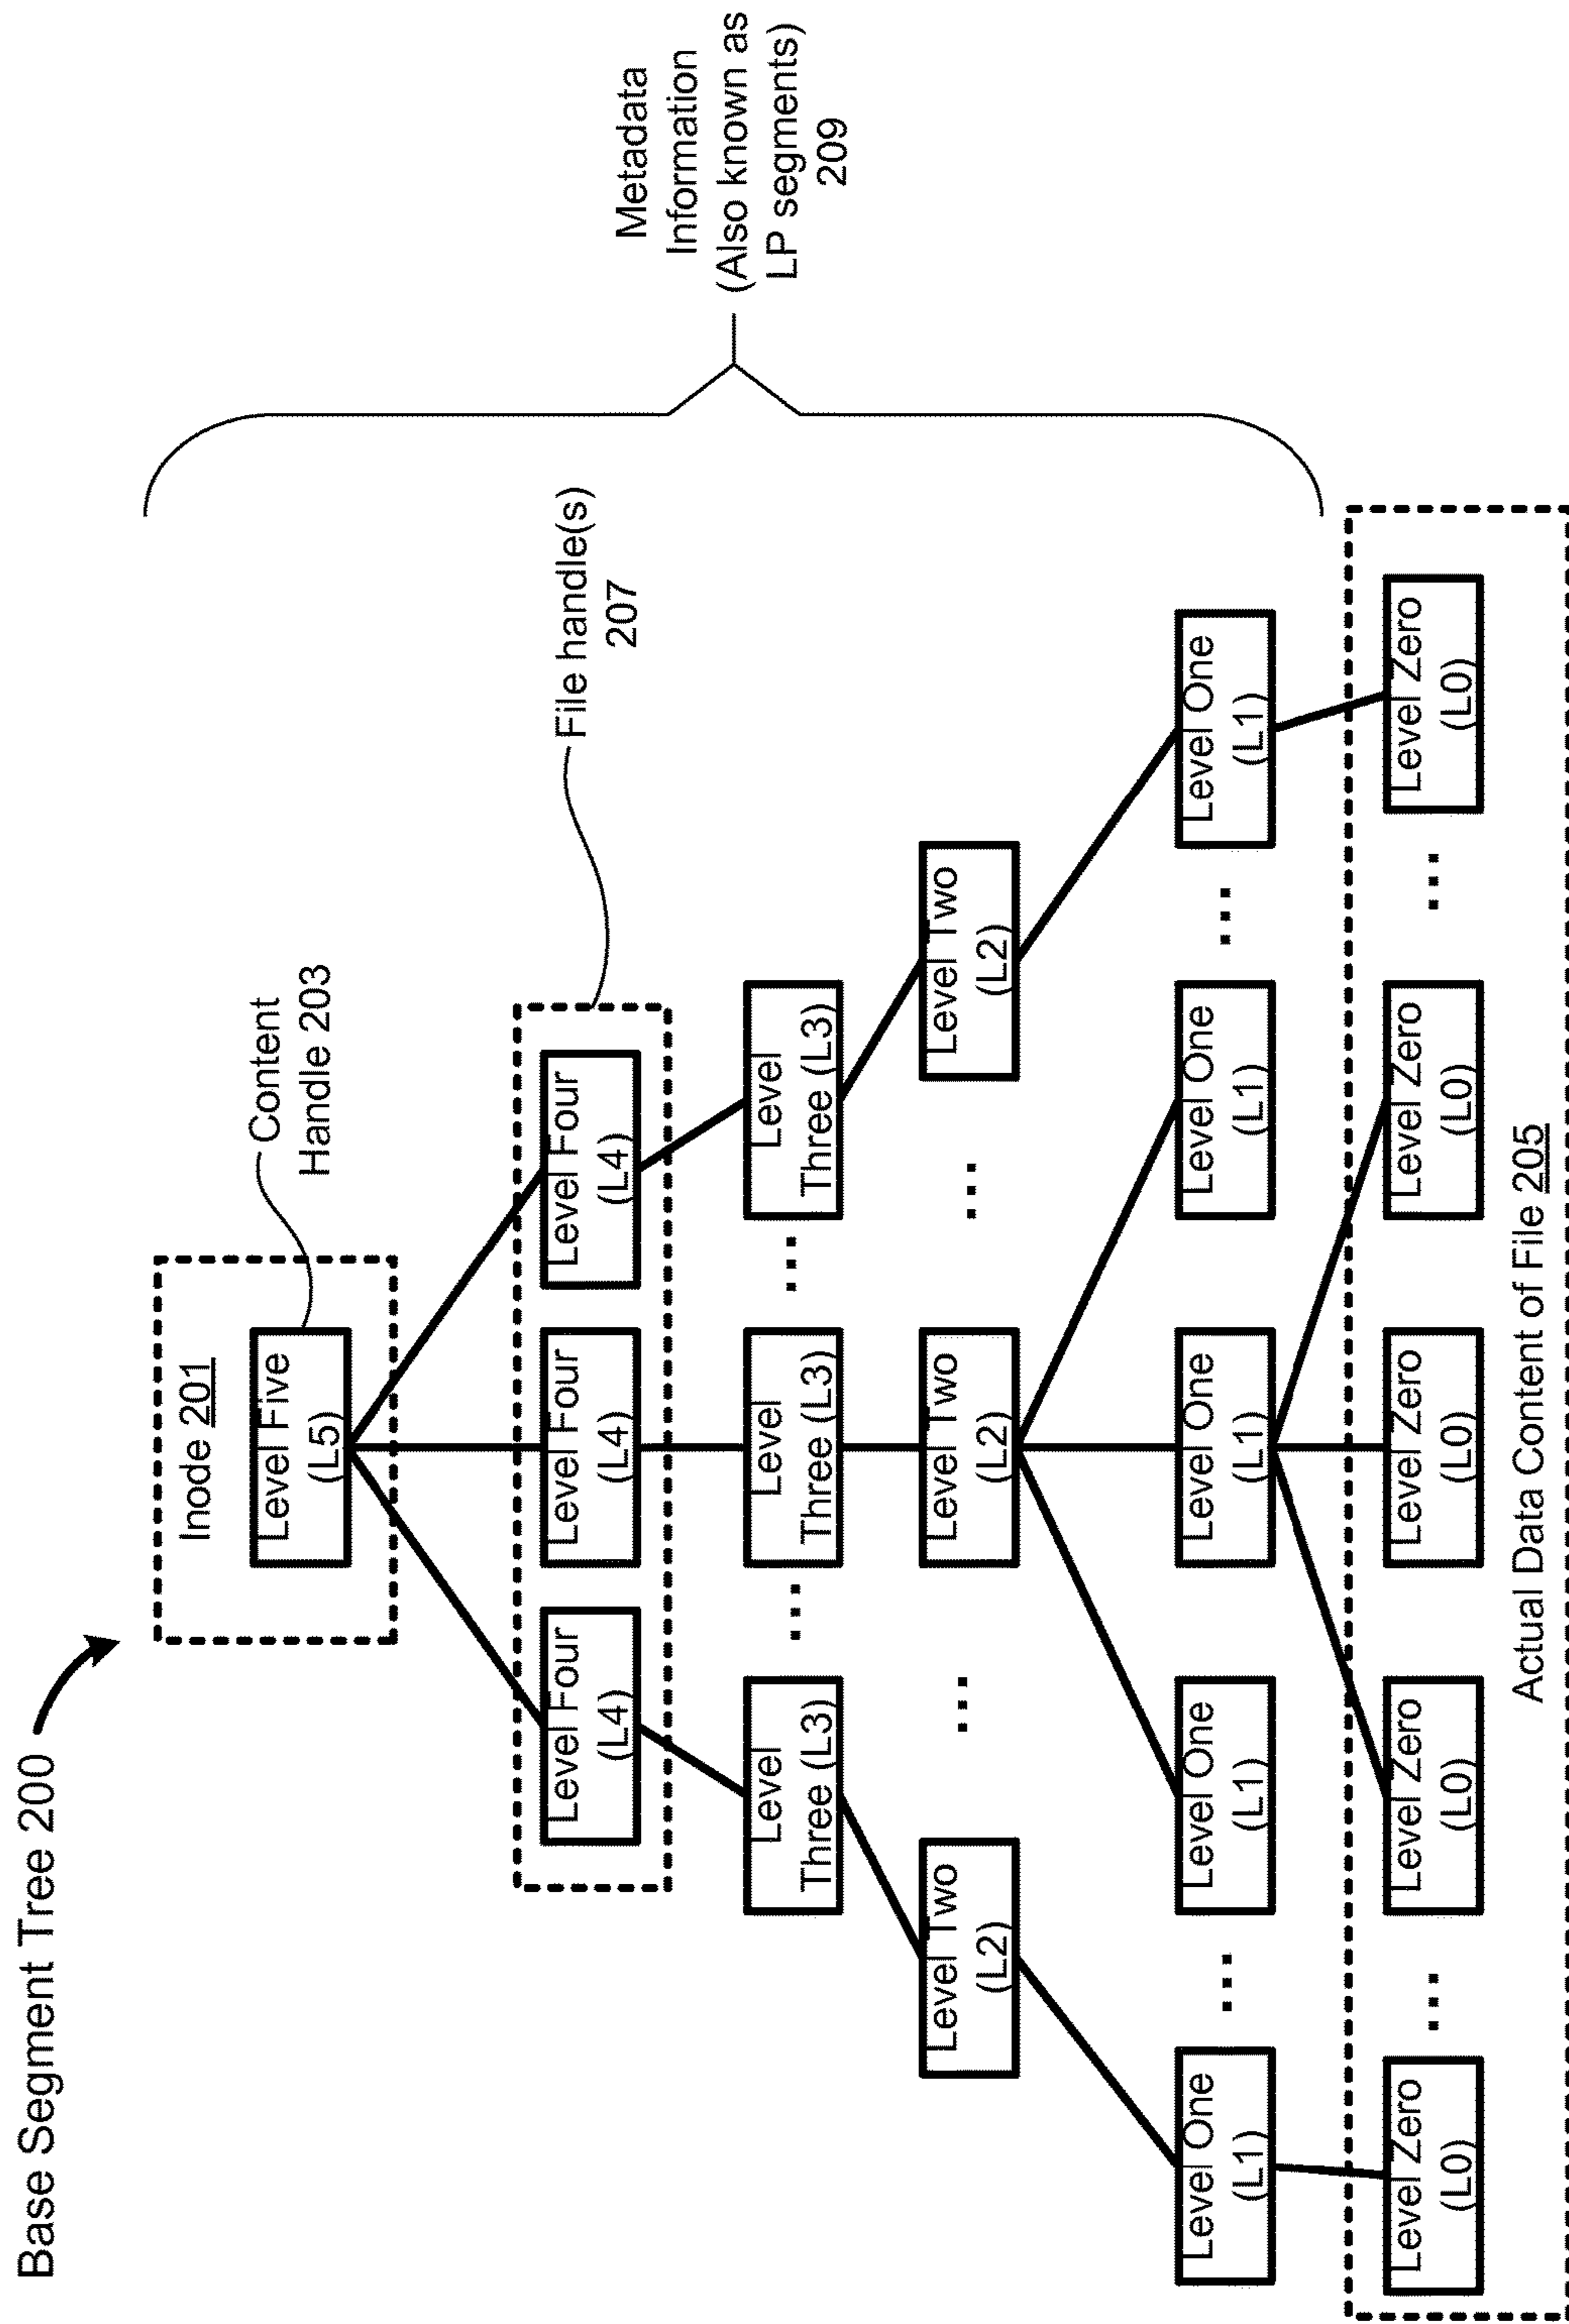 Base Segment Tree 200
Inode 201
Level Five
(L5)
Content
Handle 203
Level Four
(L4)
Level Four
(L4)
Level Four
(L4)
File handle(s)
207
Metadada
Information
(Also known as
LP segments)
209
Level
Three (L3)
...
Level
Three (L3)
...
Level
Three (L3)
Level Two
(L2)
...
Level Two
(L2)
...
Level Two
(L2)
Level One
(L1)
...
Level One
(L1)
Level One
(L1)
Level One
(L1)
...
Level One
(L1)
Level Zero
(L0)
...
Level Zero
(L0)
Level Zero
(L0)
Level Zero
(L0)
...
Level Zero
(L0)
Actual Data Content of File 205